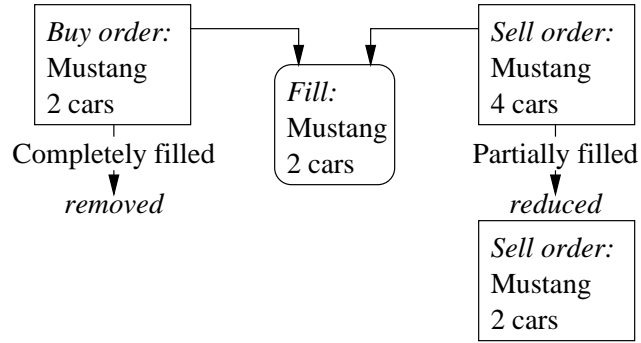 Buy order:
Mustang
2 cars
Fill:
Mustang
2 cars
Sell order:
Mustang
4 cars
Completely filled
removed
Partially filled
reduced
Sell order:
Mustang
2 cars